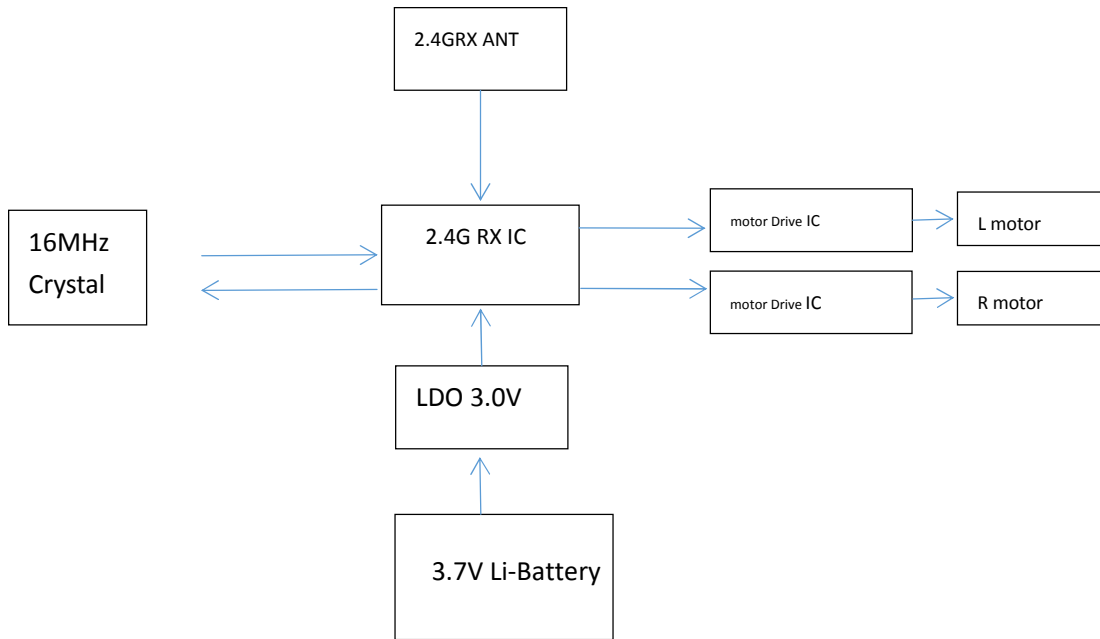 2.4GRX ANT
16MHz
Crystal
2.4G RX IC
motor Drive IC
L motor
motor Drive IC
R motor
LDO 3.0V
3.7V Li-Battery